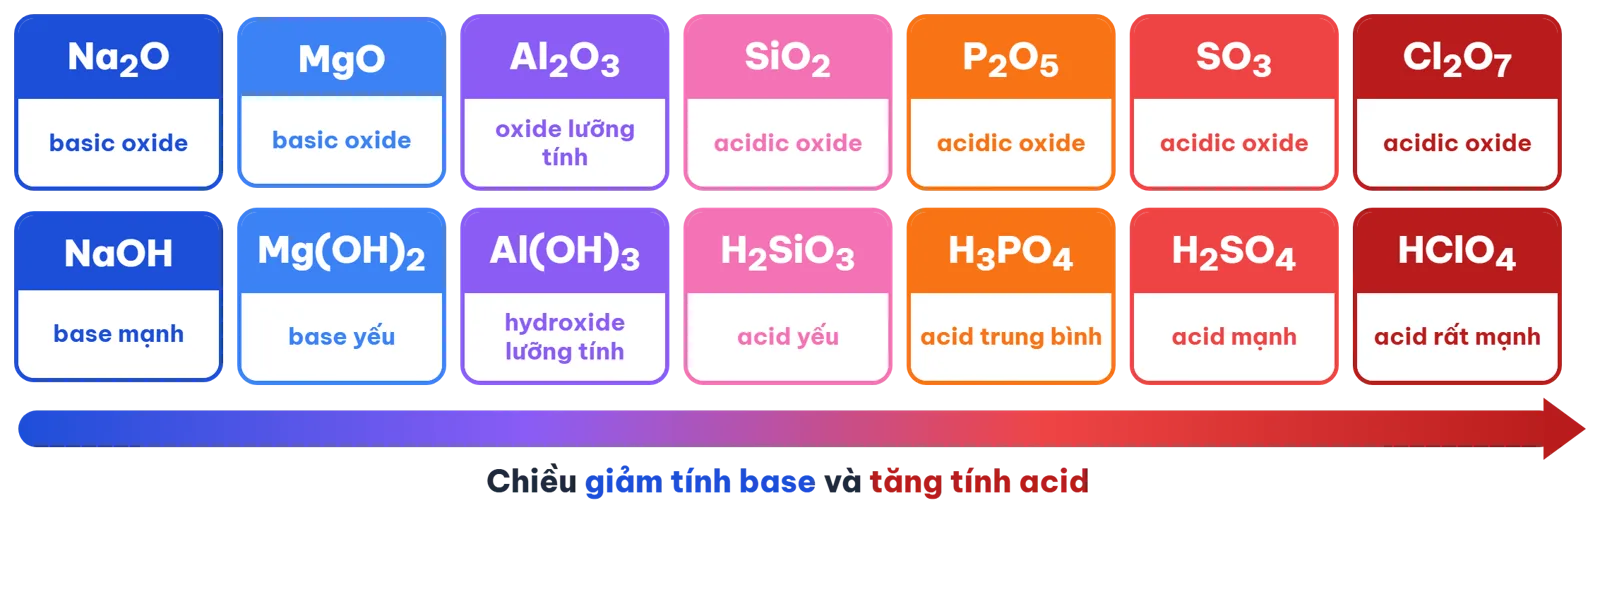 Na₂O
MgO
Al₂O₃
SiO₂
P₂O₅
SO₃
Cl₂O₇
basic oxide
basic oxide
oxide lưỡng
tính
acidic oxide
acidic oxide
acidic oxide
acidic oxide
NaOH
Mg(OH)₂
Al(OH)₃
H₂SiO₃
H₃PO₄
H₂SO₄
HClO₄
base mạnh
base yếu
hydroxide
lưỡng tính
acid yếu
acid trung bình
acid mạnh
acid rất mạnh
Chiều giảm tính base và tăng tính acid